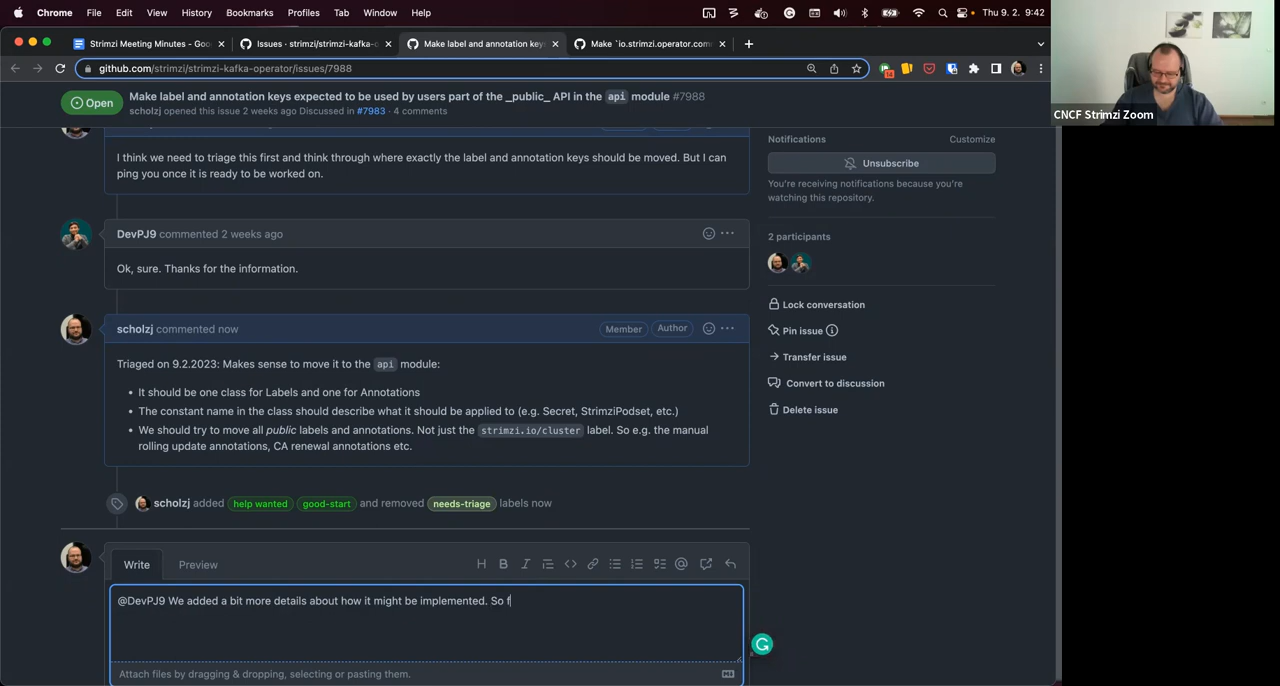 Chrome File Edit View History Bookmarks Profiles Tab Window Help
Thu 9. 2. 9:42
Strimzi Meeting Minutes - Goo
Issues · strimzi/strimzi-kafka-o
Make label and annotation key
Make `io.strimzi.operator.com
github.com/strimzi/strimzi-kafka-operator/issues/7988
14
CNCF Strimzi Zoom
Open
Make label and annotation keys expected to be used by users part of the _public_ API in the api module #7988
scholzj opened this issue 2 weeks ago Discussed in #7983 · 4 comments
I think we need to triage this first and think through where exactly the label and annotation keys should be moved. But I can
ping you once it is ready to be worked on.
DevPJ9 commented 2 weeks ago
Ok, sure. Thanks for the information.
scholzj commented now
Member Author
Triaged on 9.2.2023: Makes sense to move it to the api module:
• It should be one class for Labels and one for Annotations
• The constant name in the class should describe what it should be applied to (e.g. Secret, StrimziPodset, etc.)
• We should try to move all public labels and annotations. Not just the strimzi.io/cluster label. So e.g. the manual
rolling update annotations, CA renewal annotations etc.
scholzj added help wanted good-start and removed needs-triage labels now
Write Preview
@DevPJ9 We added a bit more details about how it might be implemented. So f
Attach files by dragging & dropping, selecting or pasting them.
Notifications Customize
Unsubscribe
You're receiving notifications because you're
watching this repository.
2 participants
Lock conversation
Pin issue
Transfer issue
Convert to discussion
Delete issue